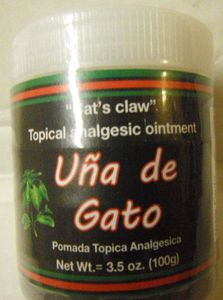 "Cat's claw"
Topical analgesic ointment
Uña de
Gato
Pomada Topica Analgesica
Net Wt.= 3.5 oz. (100g)